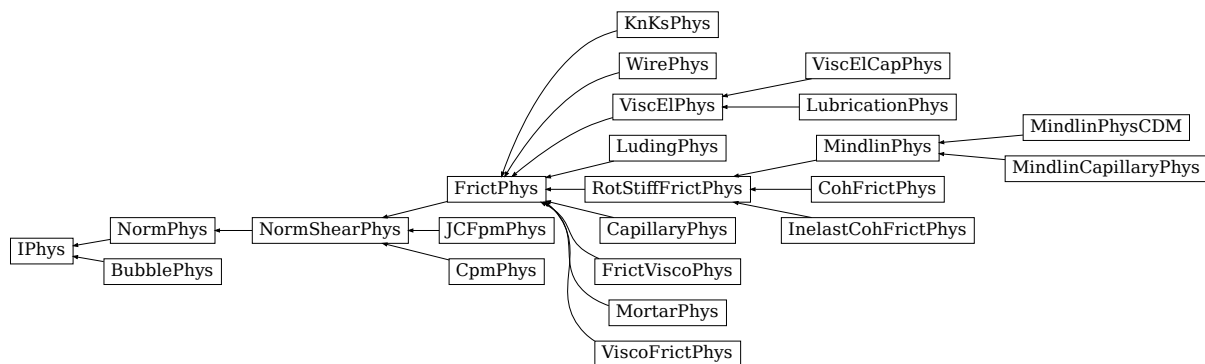 KnKsPhys
WirePhys
ViscElCapPhys
ViscElPhys
LubricationPhys
MindlinPhysCDM
LudingPhys
MindlinPhys
MindlinCapillaryPhys
FrictPhys
RotStiffFrictPhys
CohFrictPhys
NormPhys
NormShearPhys
JCFpmPhys
CapillaryPhys
InelastCohFrictPhys
IPhys
BubblePhys
CpmPhys
FrictViscoPhys
MortarPhys
ViscoFrictPhys